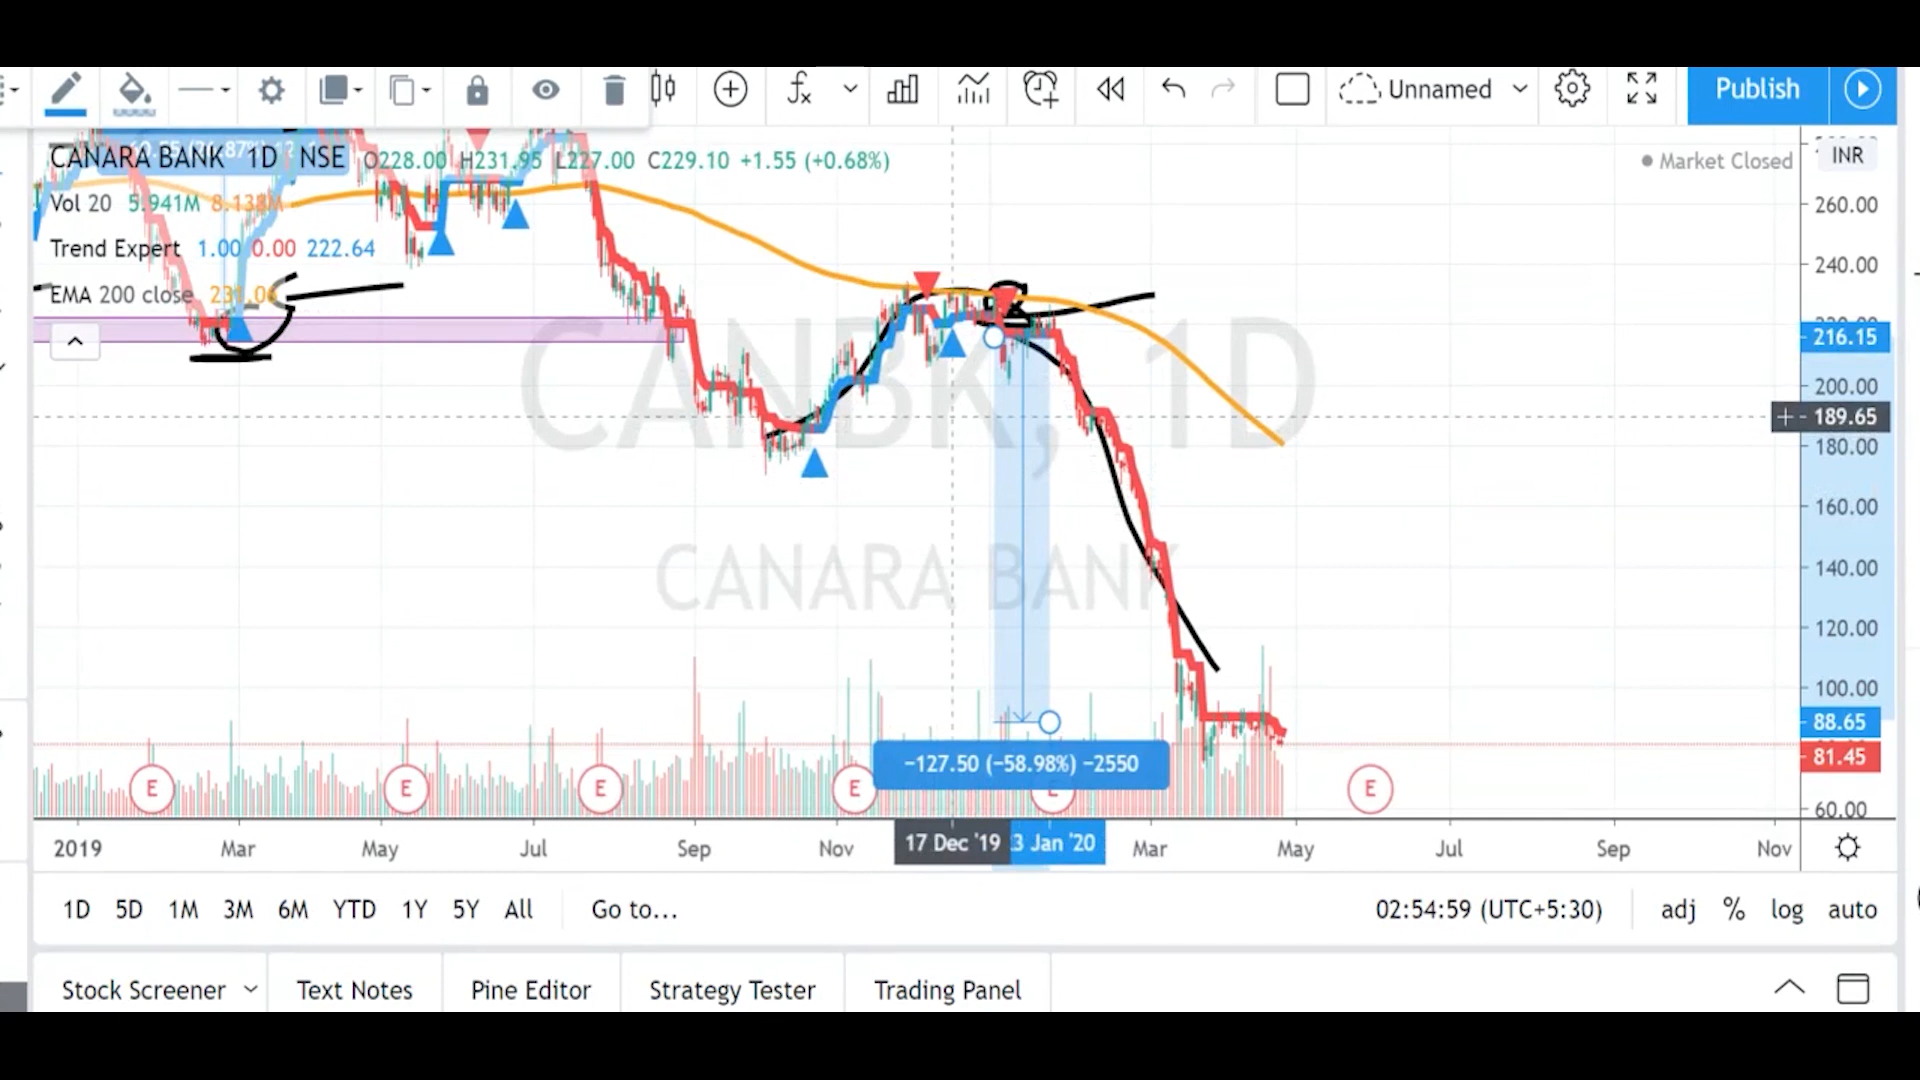 Unnamed
Publish
CANARA BANK 1D NSE O228.00 H231.95 L227.00 C229.10 +1.55 (+0.68%)
Market Closed
INR
Vol 20 5.941M 8.138M
Trend Expert 1.00 0.00 222.64
EMA 200 close 231.06
CANBK, 1D
CANARA BANK
260.00
240.00
216.15
200.00
189.65
180.00
160.00
140.00
120.00
100.00
88.65
81.45
60.00
−127.50 (−58.98%) −2550
E E E E E E
2019 Mar May Jul Sep Nov 17 Dec '19 3 Jan '20 Mar May Jul Sep Nov
1D 5D 1M 3M 6M YTD 1Y 5Y All Go to... 02:54:59 (UTC+5:30) adj % log auto
Stock Screener Text Notes Pine Editor Strategy Tester Trading Panel